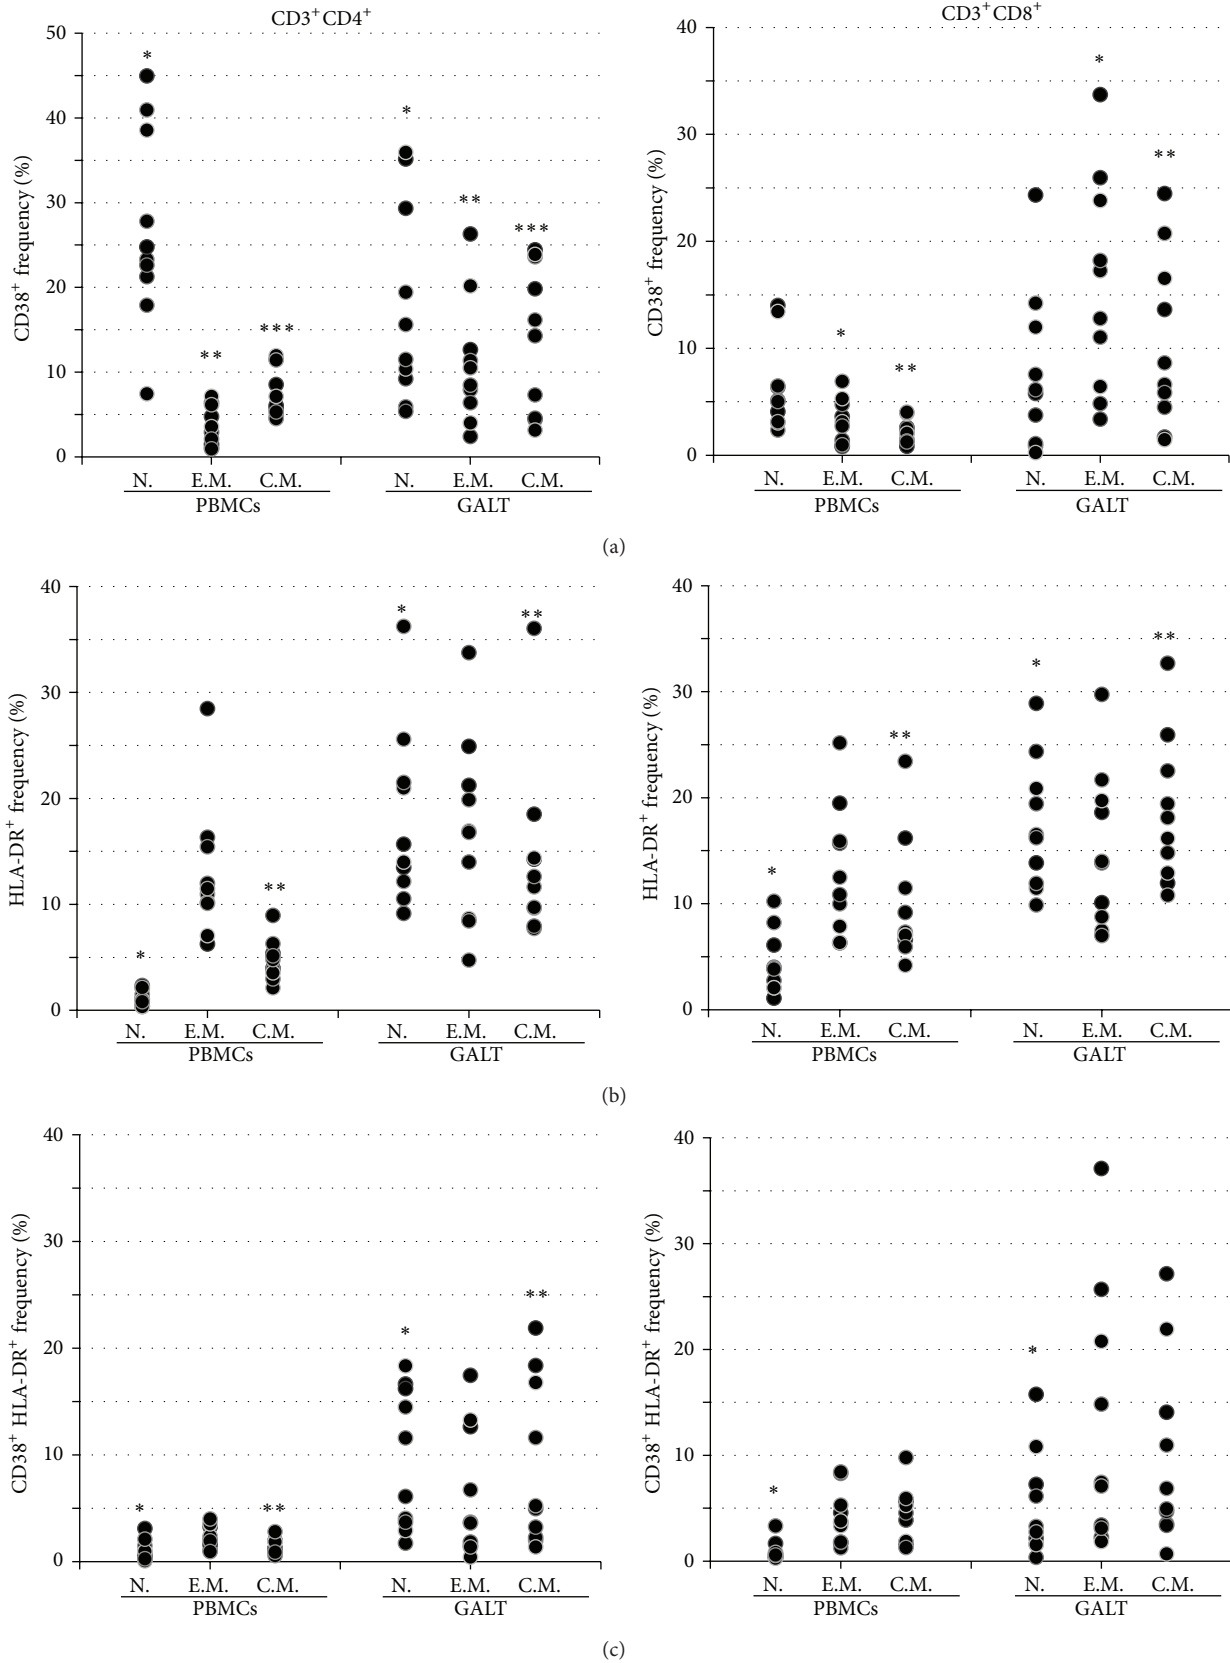 CD3⁺CD4⁺
CD38⁺ frequency (%)
50
40
30
20
10
0
*
**
***
*
**
***
N. E.M. C.M. N. E.M. C.M.
PBMCs GALT
CD3⁺CD8⁺
CD38⁺ frequency (%)
40
30
20
10
0
*
**
*
**
N. E.M. C.M. N. E.M. C.M.
PBMCs GALT
(a)
HLA-DR⁺ frequency (%)
40
30
20
10
0
*
**
*
**
N. E.M. C.M. N. E.M. C.M.
PBMCs GALT
HLA-DR⁺ frequency (%)
40
30
20
10
0
*
**
*
**
N. E.M. C.M. N. E.M. C.M.
PBMCs GALT
(b)
CD38⁺ HLA-DR⁺ frequency (%)
40
30
20
10
0
*
**
*
**
N. E.M. C.M. N. E.M. C.M.
PBMCs GALT
CD38⁺ HLA-DR⁺ frequency (%)
40
30
20
10
0
*
*
N. E.M. C.M. N. E.M. C.M.
PBMCs GALT
(c)